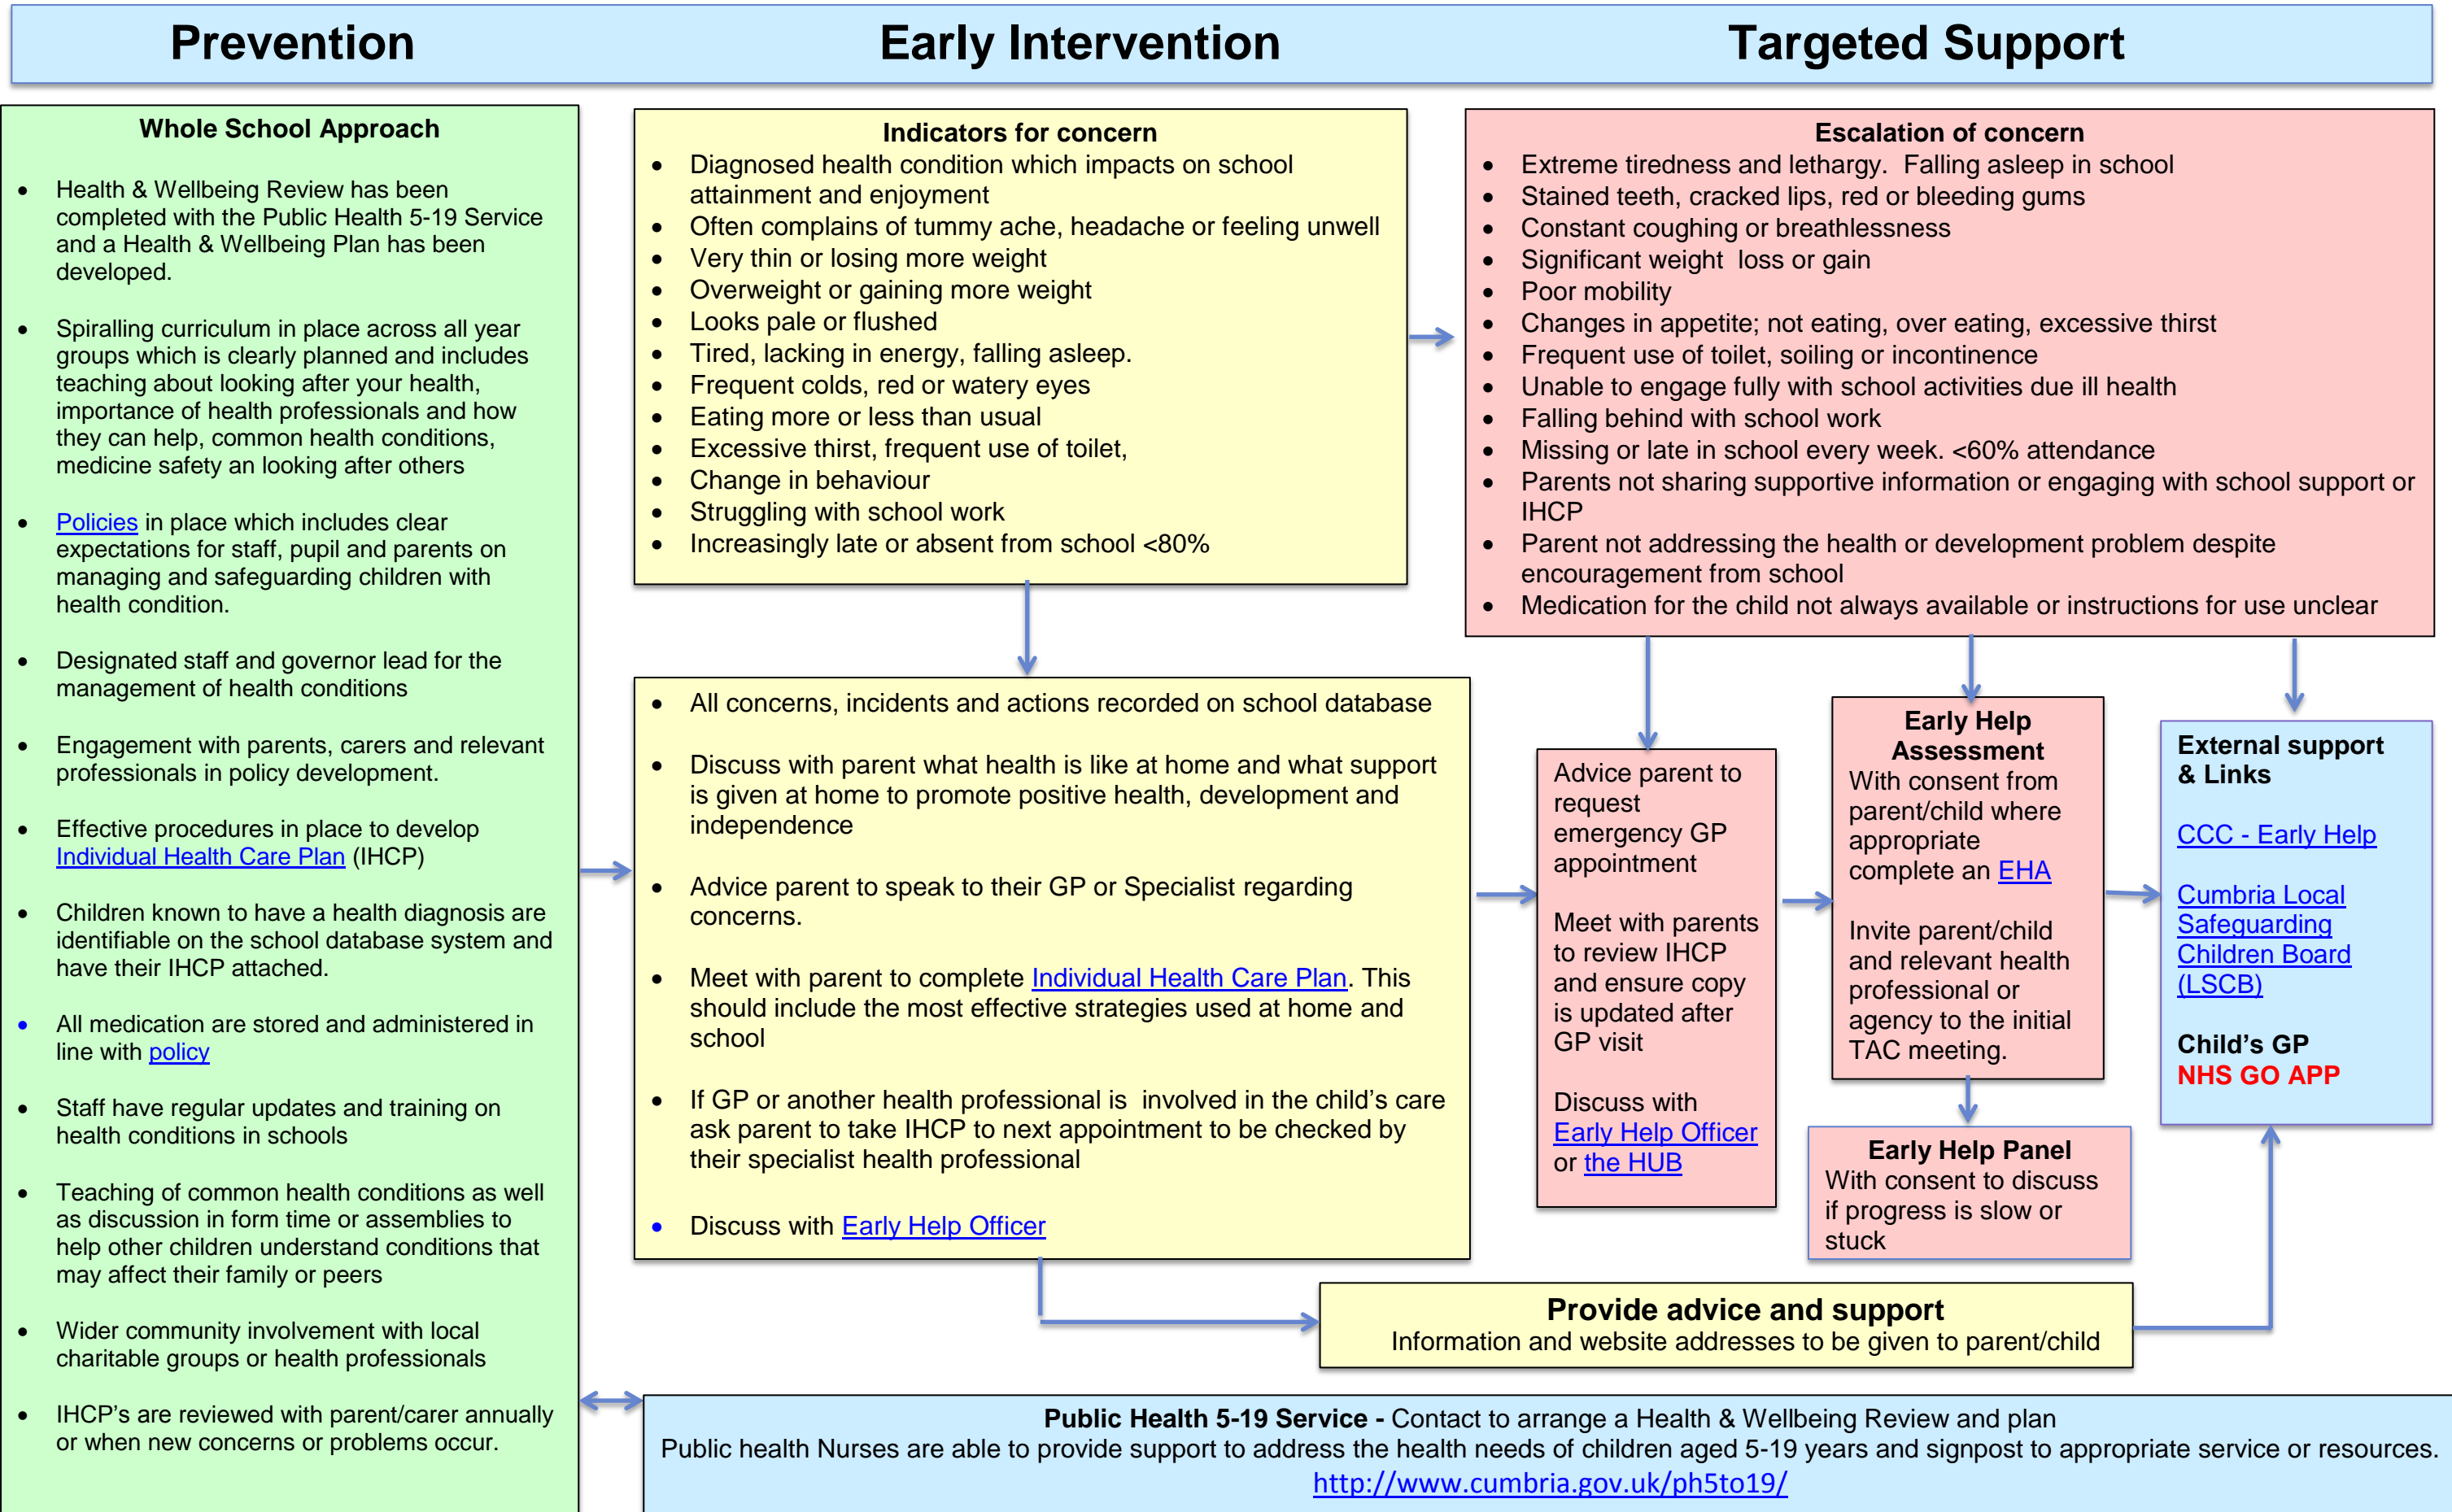 Prevention
Early Intervention
Targeted Support
Whole School Approach
• Health & Wellbeing Review has been
completed with the Public Health 5-19 Service
and a Health & Wellbeing Plan has been
developed.
• Spiralling curriculum in place across all year
groups which is clearly planned and includes
teaching about looking after your health,
importance of health professionals and how
they can help, common health conditions,
medicine safety an looking after others
• Policies in place which includes clear
expectations for staff, pupil and parents on
managing and safeguarding children with
health condition.
• Designated staff and governor lead for the
management of health conditions
• Engagement with parents, carers and relevant
professionals in policy development.
• Effective procedures in place to develop
Individual Health Care Plan (IHCP)
• Children known to have a health diagnosis are
identifiable on the school database system and
have their IHCP attached.
• All medication are stored and administered in
line with policy
• Staff have regular updates and training on
health conditions in schools
• Teaching of common health conditions as well
as discussion in form time or assemblies to
help other children understand conditions that
may affect their family or peers
• Wider community involvement with local
charitable groups or health professionals
• IHCP's are reviewed with parent/carer annually
or when new concerns or problems occur.
Indicators for concern
• Diagnosed health condition which impacts on school
attainment and enjoyment
• Often complains of tummy ache, headache or feeling unwell
• Very thin or losing more weight
• Overweight or gaining more weight
• Looks pale or flushed
• Tired, lacking in energy, falling asleep.
• Frequent colds, red or watery eyes
• Eating more or less than usual
• Excessive thirst, frequent use of toilet,
• Change in behaviour
• Struggling with school work
• Increasingly late or absent from school <80%
Escalation of concern
• Extreme tiredness and lethargy. Falling asleep in school
• Stained teeth, cracked lips, red or bleeding gums
• Constant coughing or breathlessness
• Significant weight loss or gain
• Poor mobility
• Changes in appetite; not eating, over eating, excessive thirst
• Frequent use of toilet, soiling or incontinence
• Unable to engage fully with school activities due ill health
• Falling behind with school work
• Missing or late in school every week. <60% attendance
• Parents not sharing supportive information or engaging with school support or
IHCP
• Parent not addressing the health or development problem despite
encouragement from school
• Medication for the child not always available or instructions for use unclear
• All concerns, incidents and actions recorded on school database
• Discuss with parent what health is like at home and what support
is given at home to promote positive health, development and
independence
• Advice parent to speak to their GP or Specialist regarding
concerns.
• Meet with parent to complete Individual Health Care Plan. This
should include the most effective strategies used at home and
school
• If GP or another health professional is involved in the child's care
ask parent to take IHCP to next appointment to be checked by
their specialist health professional
• Discuss with Early Help Officer
Advice parent to
request
emergency GP
appointment
Meet with parents
to review IHCP
and ensure copy
is updated after
GP visit
Discuss with
Early Help Officer
or the HUB
Early Help
Assessment
With consent from
parent/child where
appropriate
complete an EHA
Invite parent/child
and relevant health
professional or
agency to the initial
TAC meeting.
Early Help Panel
With consent to discuss
if progress is slow or
stuck
External support
& Links
CCC - Early Help
Cumbria Local
Safeguarding
Children Board
(LSCB)
Child's GP
NHS GO APP
Provide advice and support
Information and website addresses to be given to parent/child
Public Health 5-19 Service - Contact to arrange a Health & Wellbeing Review and plan
Public health Nurses are able to provide support to address the health needs of children aged 5-19 years and signpost to appropriate service or resources.
http://www.cumbria.gov.uk/ph5to19/